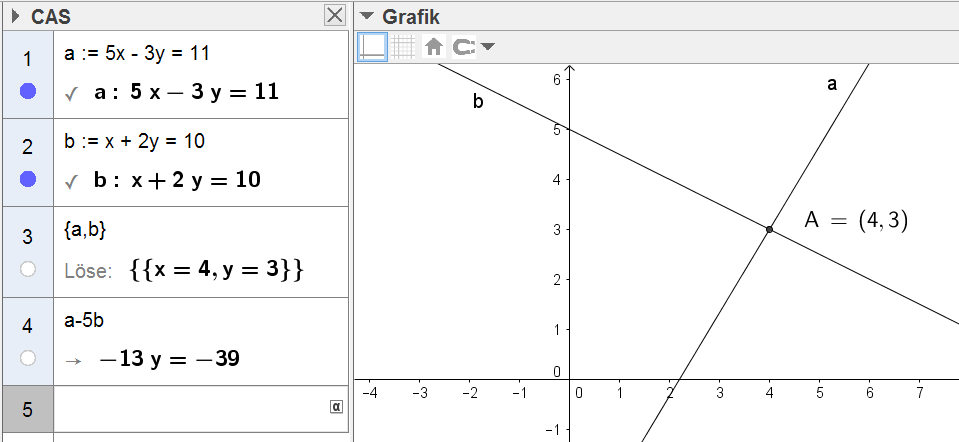 CAS
1
a := 5x - 3y = 11
✓ a : 5 x − 3 y = 11
2
b := x + 2y = 10
✓ b : x + 2 y = 10
3
{a,b}
Löse: {{x = 4, y = 3}}
4
a-5b
→ −13 y = −39
5
α
Grafik
a
b
A = (4, 3)
6
5
4
3
2
1
0
−1
−4 −3 −2 −1 0 1 2 3 4 5 6 7